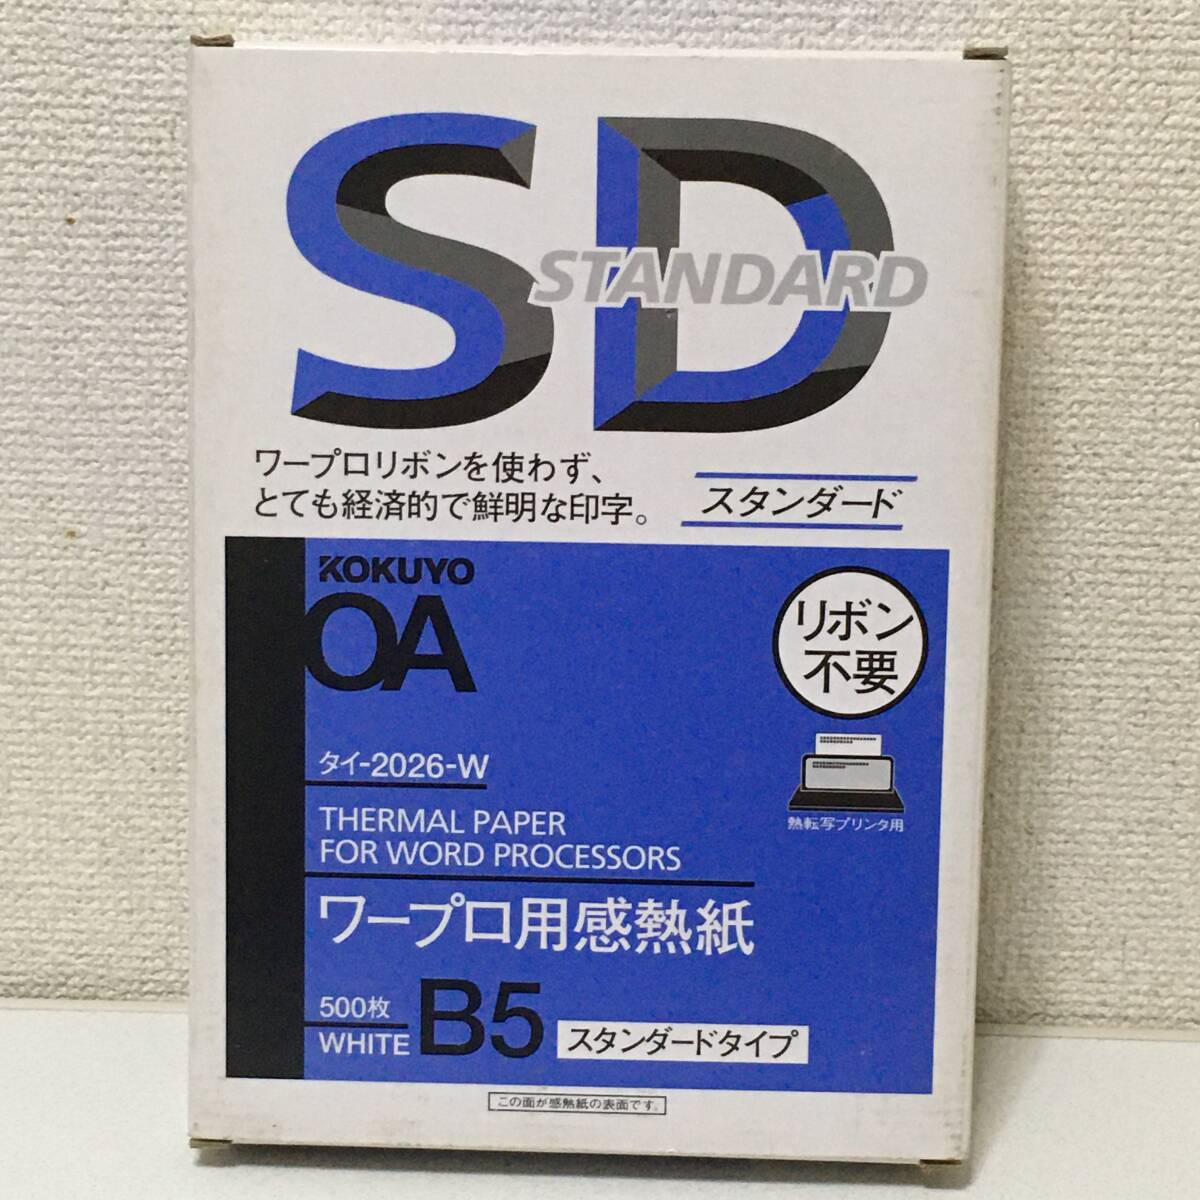 SD
STANDARD
ワープロリボンを使わず、
とても経済的で鮮明な印字。
スタンダード
KOKUYO
OA
リボン
不要
タイ-2026-W
熱転写プリンタ用
THERMAL PAPER
FOR WORD PROCESSORS
ワープロ用感熱紙
500枚
WHITE
B5
スタンダードタイプ
この面が感熱紙の表面です。